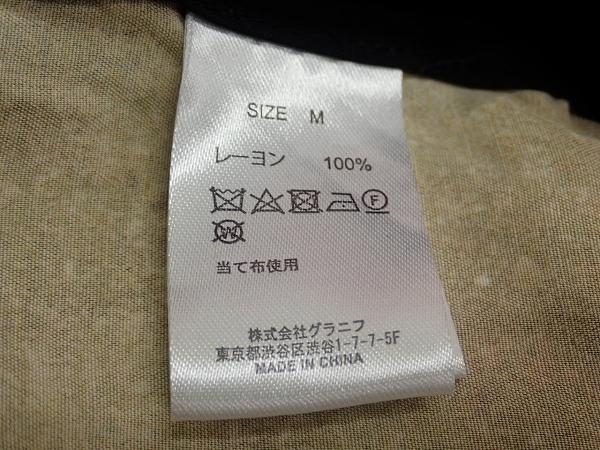 SIZE M
レーヨン 100%
F
W
当て布使用
株式会社グラニフ
東京都渋谷区渋谷1-7-7-5F
MADE IN CHINA